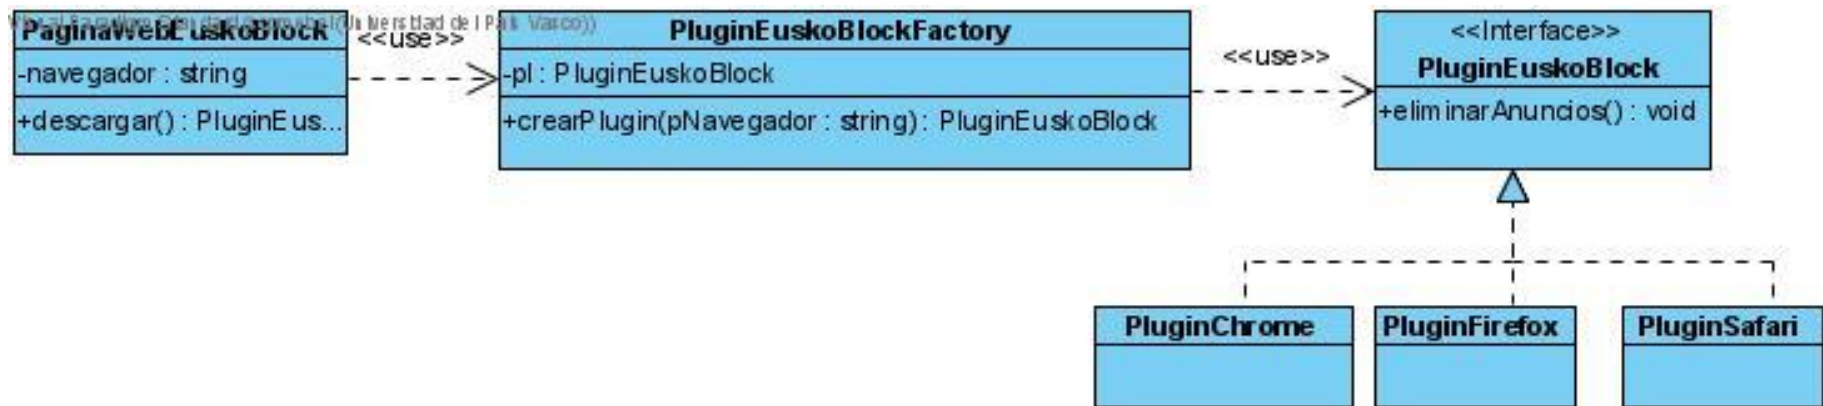 PaginaWebEuskoBlock
-navegador : string
+descargar() : PluginEus...
<<use>>
PluginEuskoBlockFactory
-pl : PluginEuskoBlock
+crearPlugin(pNavegador : string) : PluginEuskoBlock
<<use>>
<<Interface>>
PluginEuskoBlock
+eliminarAnuncios() : void
PluginChrome
PluginFirefox
PluginSafari